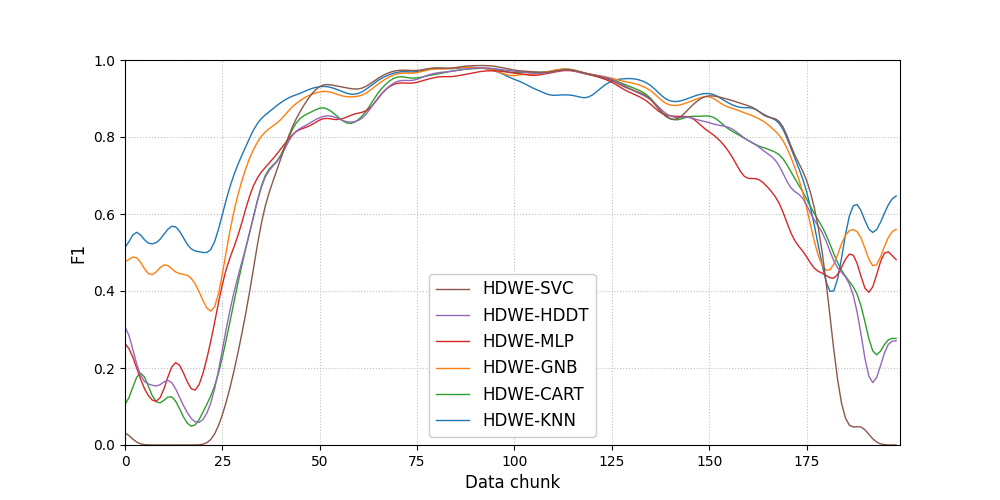 1.0
0.8
0.6
0.4
0.2
0.0
F1
HDWE-SVC
HDWE-HDDT
HDWE-MLP
HDWE-GNB
HDWE-CART
HDWE-KNN
0 25 50 75 100 125 150 175
Data chunk